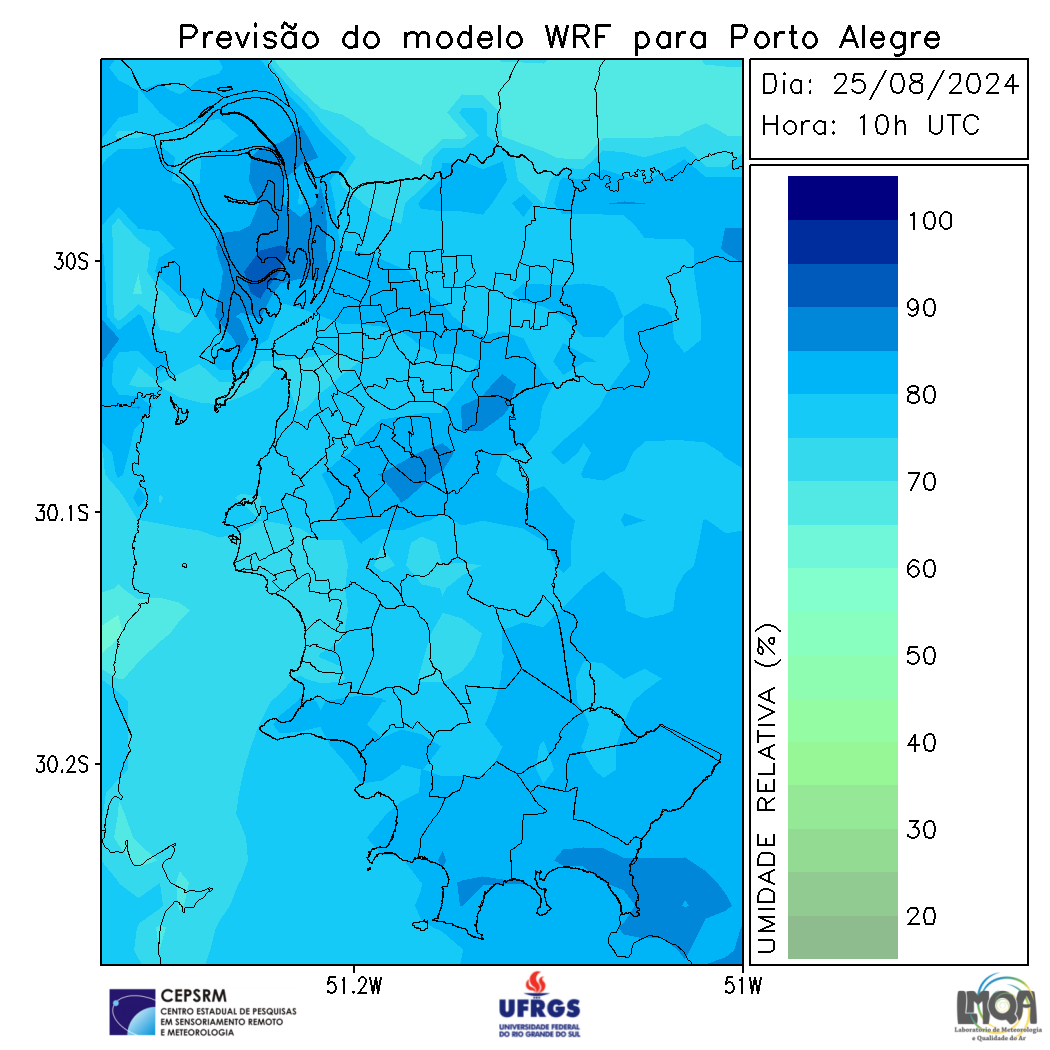 Previsão do modelo WRF para Porto Alegre
Dia: 25/08/2024
Hora: 10h UTC
30S
30.1S
30.2S
51.2W
51W
UMIDADE RELATIVA (%)
100
90
80
70
60
50
40
30
20
CEPSRM
CENTRO ESTADUAL DE PESQUISAS
EM SENSORIAMENTO REMOTO
E METEOROLOGIA
UFRGS
UNIVERSIDADE FEDERAL
DO RIO GRANDE DO SUL
LMQA
Laboratório de Meteorologia
e Qualidade do Ar